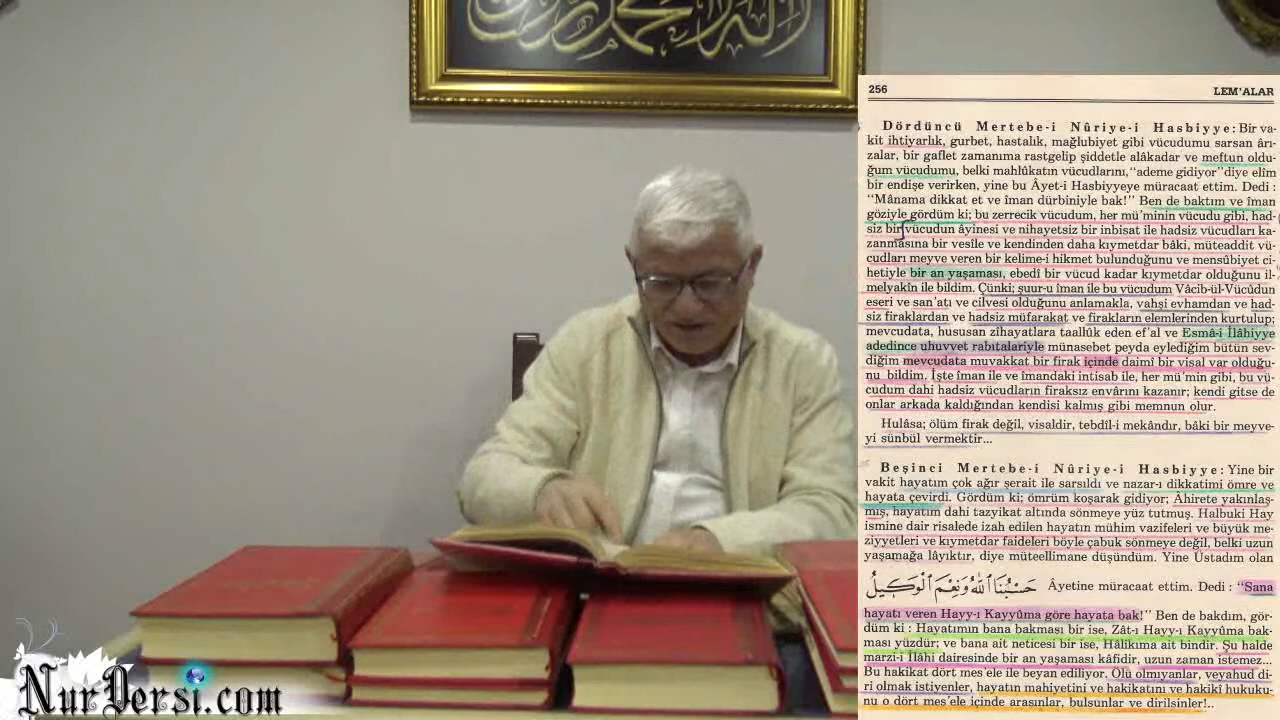 256 LEM'ALAR
Dördüncü Mertebe-i Nûriye-i Hasbiyye: Bir va-
kit ihtiyarlık, gurbet, hastalık, mağlubiyet gibi vücudumu sarsan ârı-
zalar, bir gaflet zamanıma rastgelip şiddetle alâkadar ve meftun oldu-
ğum vücudumu, belki mahlûkatın vücudlarını, "ademe gidiyor" diye elîm
bir endişe verirken, yine bu Âyet-i Hasbiyyeye müracaat ettim. Dedi :
"Mânama dikkat et ve îman dürbiniyle bak!" Ben de baktım ve îman
göziyle gördüm ki; bu zerrecik vücudum, her mü'minin vücudu gibi, had-
siz bir vücudun âyinesi ve nihayetsiz bir inbisat ile hadsiz vücudları ka-
zanmasına bir vesîle ve kendinden daha kıymetdar bâki, müteaddit vü-
cudları meyve veren bir kelime-i hikmet bulunduğunu ve mensûbiyet ci-
hetiyle bir an yaşaması, ebedî bir vücud kadar kıymetdar olduğunu il-
melyakîn ile bildim. Çünki; şuur-u îman ile bu vücudum Vâcib-ül-Vücûdun
eseri ve san'atı ve cilvesi olduğunu anlamakla, vahşi evhamdan ve had-
siz firaklardan ve hadsiz müfarakat ve firakların elemlerinden kurtulup;
mevcudata, hususan zihayatlara taallûk eden ef'al ve Esmâ-i İlâhiyye
adedince uhuvvet rabıtalariyle münasebet peyda eylediğim bütün sev-
diğim mevcudata muvakkat bir firak içinde daimî bir visal var olduğu-
nu bildim. İşte îman ile ve îmandaki intisab ile, her mü'min gibi, bu vü-
cudum dahi hadsiz vücudların firaksız envârını kazanır; kendi gitse de
onlar arkada kaldığından kendisi kalmış gibi memnun olur.
Hulâsa; ölüm firak değil, visaldir, tebdîl-i mekândır, bâki bir meyve-
yi sünbül vermektir...
Beşinci Mertebe-i Nûriye-i Hasbiyye: Yine bir
vakit hayatım çok ağır şerait ile sarsıldı ve nazar-ı dikkatimi ömre ve
hayata çevirdi. Gördüm ki; ömrüm koşarak gidiyor; Âhirete yakınlaş-
mış, hayatım dahi tazyikat altında sönmeye yüz tutmuş. Halbuki Hay
ismine dair risalede izah edilen hayatın mühim vazifeleri ve büyük me-
ziyyetleri ve kıymetdar faideleri böyle çabuk sönmeye değil, belki uzun
yaşamağa lâyıktır, diye müteellimane düşündüm. Yine Üstadım olan
حَسْبُنَا اللّٰهُ وَنِعْمَ الْوَكِيلُ Âyetine müracaat ettim. Dedi : "Sana
hayatı veren Hayy-ı Kayyûma göre hayata bak!" Ben de bakdım, gör-
düm ki : Hayatımın bana bakması bir ise, Zât-ı Hayy-ı Kayyûma bak-
ması yüzdür; ve bana ait neticesi bir ise, Hâlıkıma ait bindir. Şu halde
marzî-i İlâhî dairesinde bir an yaşaması kâfidir, uzun zaman istemez...
Bu hakikat dört mes'ele ile beyan ediliyor. Ölü olmıyanlar, veyahud di-
ri olmak istiyenler, hayatın mahiyetini ve hakikatını ve hakikî hukuku-
nu o dört mes'ele içinde arasınlar, bulsunlar ve dirilsinler!..
NurDersi.com